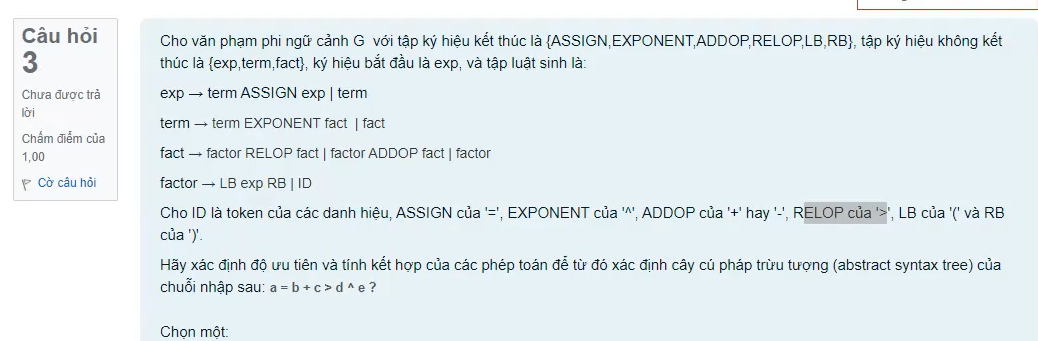 Câu hỏi
3
Chưa được trả
lời
Chấm điểm của
1,00
Cờ câu hỏi
Cho văn phạm phi ngữ cảnh G với tập ký hiệu kết thúc là {ASSIGN,EXPONENT,ADDOP,RELOP,LB,RB}, tập ký hiệu không kết
thúc là {exp,term,fact}, ký hiệu bắt đầu là exp, và tập luật sinh là:
exp → term ASSIGN exp | term
term → term EXPONENT fact | fact
fact → factor RELOP fact | factor ADDOP fact | factor
factor → LB exp RB | ID
Cho ID là token của các danh hiệu, ASSIGN của '=', EXPONENT của '^', ADDOP của '+' hay '-', RELOP của '>', LB của '(' và RB
của ')'.
Hãy xác định độ ưu tiên và tính kết hợp của các phép toán để từ đó xác định cây cú pháp trừu tượng (abstract syntax tree) của
chuỗi nhập sau: a = b + c > d ^ e ?
Chọn một: